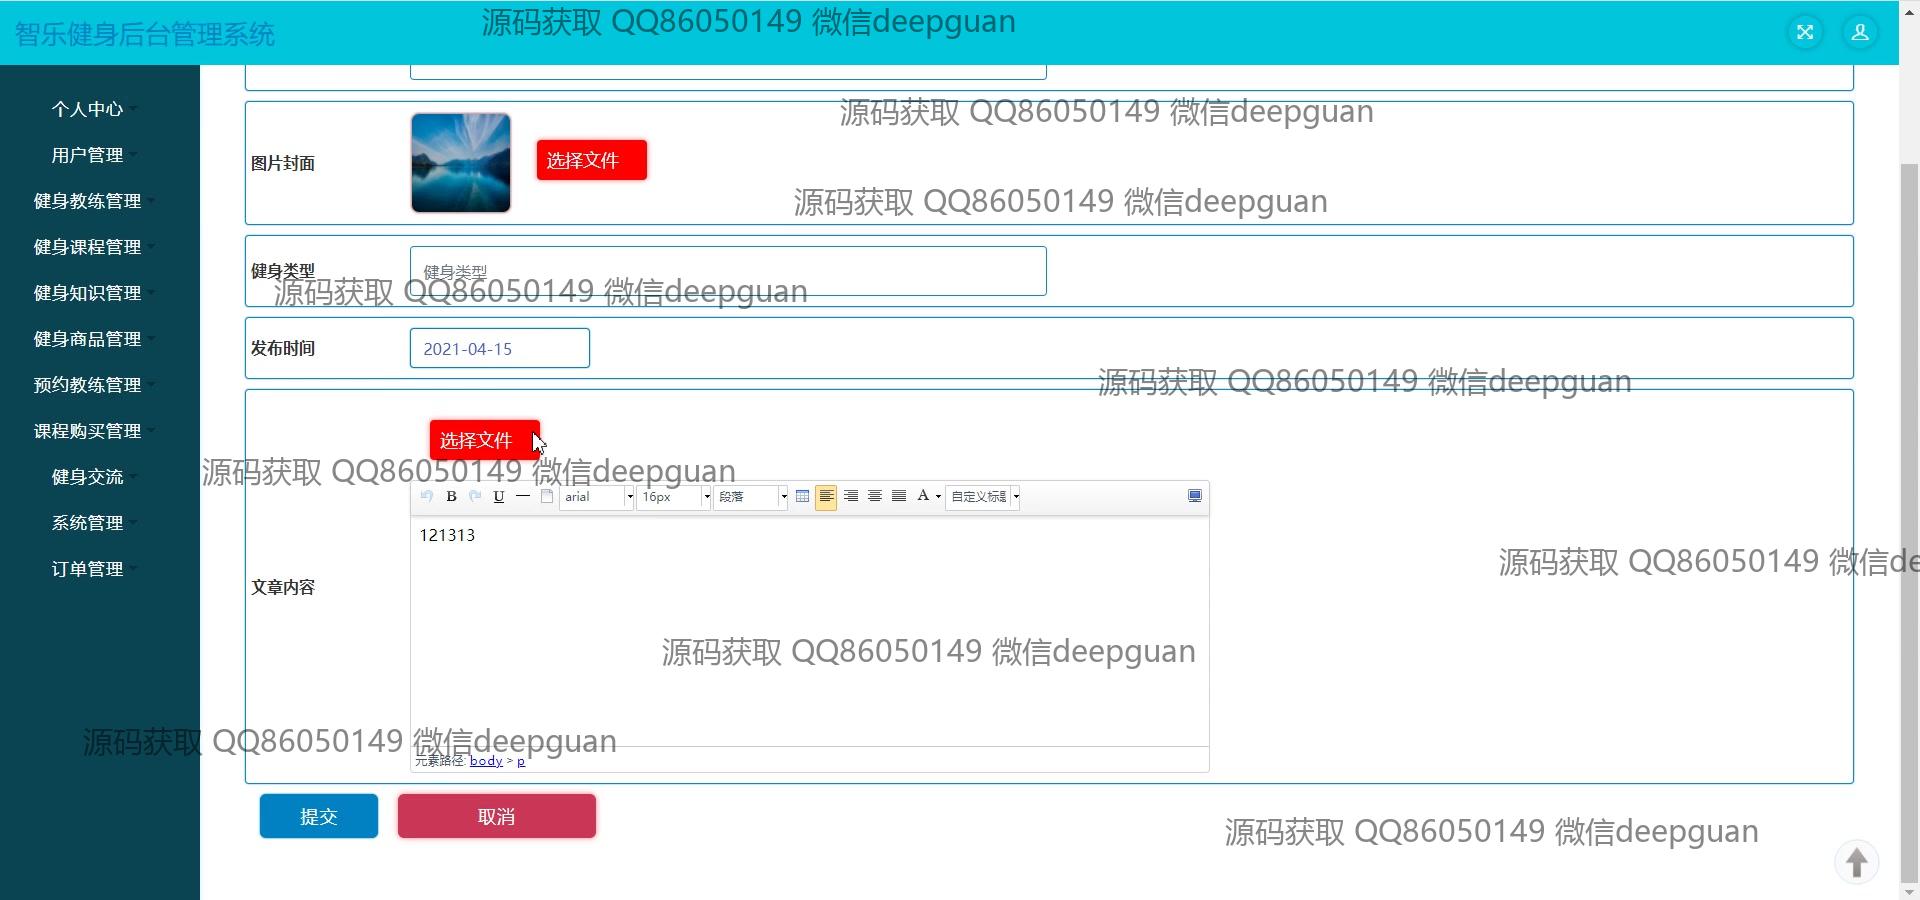 智乐健身后台管理系统
源码获取 QQ86050149 微信deepguan
个人中心
用户管理
健身教练管理
健身课程管理
健身知识管理
健身商品管理
预约教练管理
课程购买管理
健身交流
系统管理
订单管理
源码获取 QQ86050149 微信deepguan
图片封面
选择文件
源码获取 QQ86050149 微信deepguan
健身类型
健身类型
源码获取 QQ86050149 微信deepguan
发布时间
2021-04-15
源码获取 QQ86050149 微信deepguan
选择文件
源码获取 QQ86050149 微信deepguan
B U arial 16px 段落 A 自定义标题
121313
源码获取 QQ86050149 微信de
文章内容
源码获取 QQ86050149 微信deepguan
源码获取 QQ86050149 微信deepguan
元素路径: body > p
提交
取消
源码获取 QQ86050149 微信deepguan